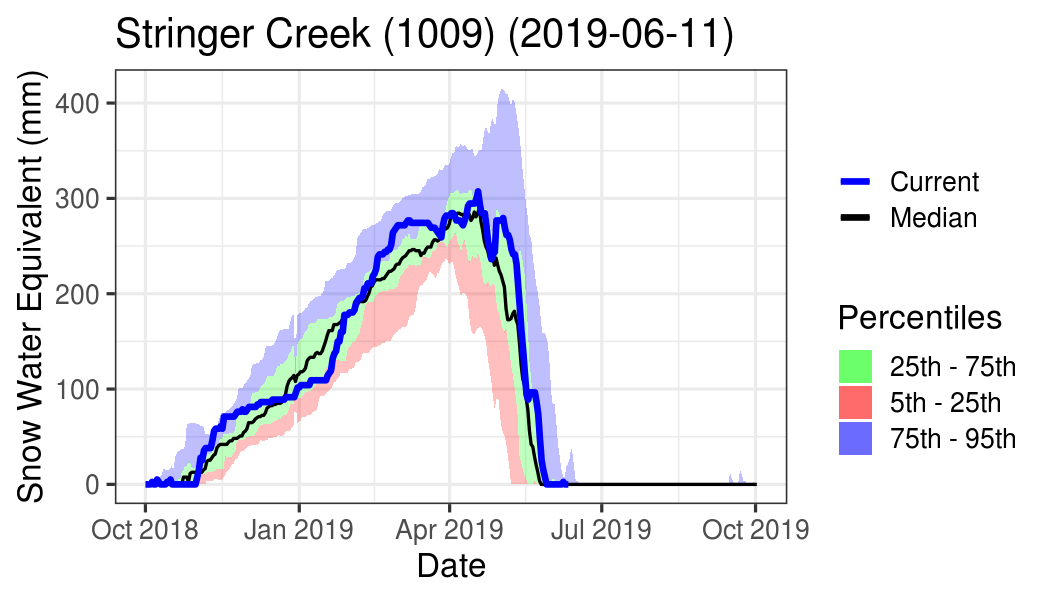 Stringer Creek (1009) (2019-06-11)
Snow Water Equivalent (mm)
400
300
200
100
0
Oct 2018 Jan 2019 Apr 2019 Jul 2019 Oct 2019
Date
Current
Median
Percentiles
25th - 75th
5th - 25th
75th - 95th